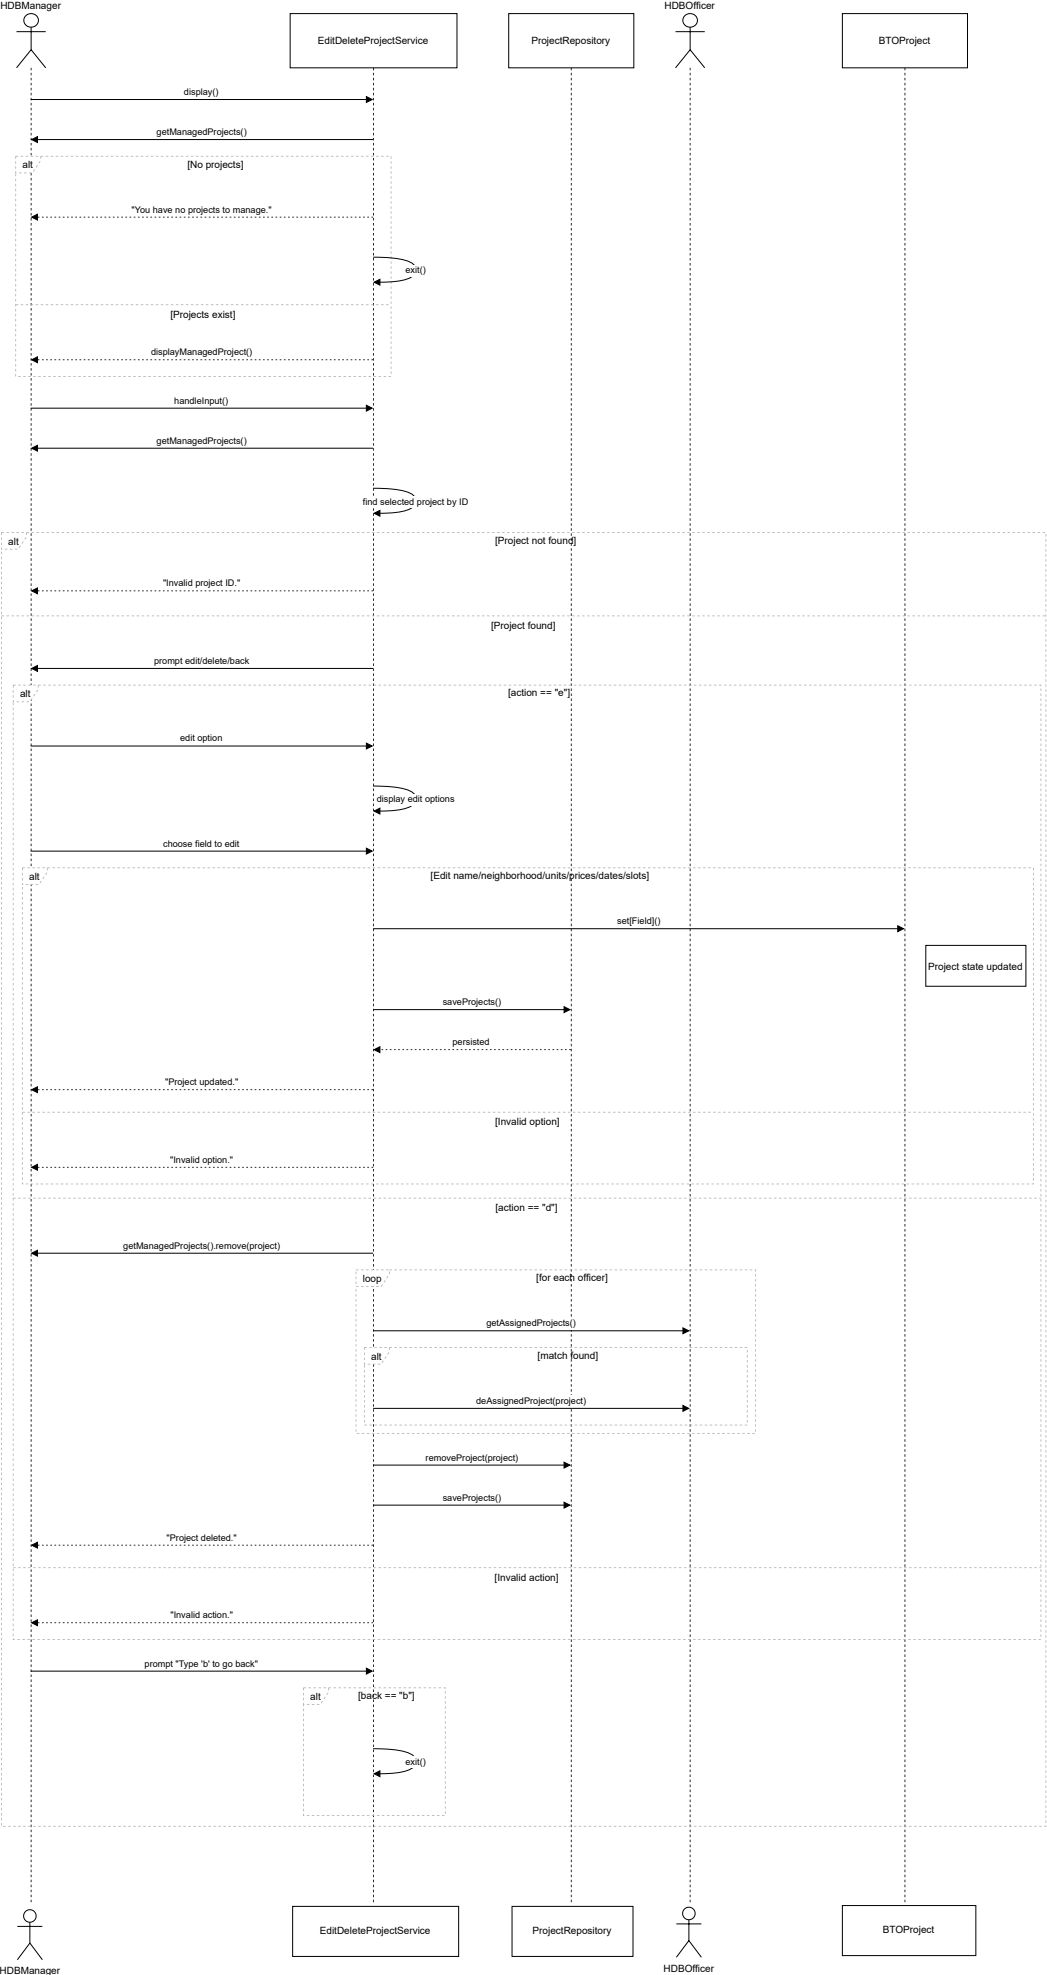 HDBManager
HDBOfficer
EditDeleteProjectService
ProjectRepository
BTOProject
display()
getManagedProjects()
alt
[No projects]
"You have no projects to manage."
exit()
[Projects exist]
displayManagedProject()
handleInput()
getManagedProjects()
find selected project by ID
alt
[Project not found]
"Invalid project ID."
[Project found]
prompt edit/delete/back
alt
[action == "e"]
edit option
display edit options
choose field to edit
alt
[Edit name/neighborhood/units/prices/dates/slots]
set[Field]()
Project state updated
saveProjects()
persisted
"Project updated."
[Invalid option]
"Invalid option."
[action == "d"]
getManagedProjects().remove(project)
loop
[for each officer]
getAssignedProjects()
alt
[match found]
deAssignedProject(project)
removeProject(project)
saveProjects()
"Project deleted."
[Invalid action]
"Invalid action."
prompt "Type 'b' to go back"
alt
[back == "b"]
exit()
EditDeleteProjectService
ProjectRepository
BTOProject
HDBManager
HDBOfficer